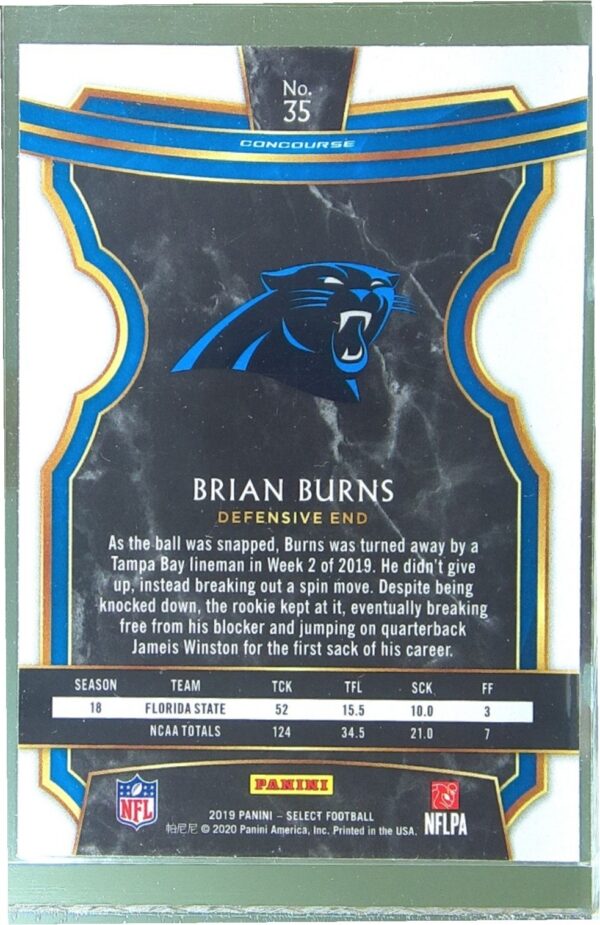 No.
35
CONCOURSE
BRIAN BURNS
DEFENSIVE END
As the ball was snapped, Burns was turned away by a
Tampa Bay lineman in Week 2 of 2019. He didn't give
up, instead breaking out a spin move. Despite being
knocked down, the rookie kept at it, eventually breaking
free from his blocker and jumping on quarterback
Jameis Winston for the first sack of his career.
SEASON TEAM TCK TFL SCK FF
18 FLORIDA STATE 52 15.5 10.0 3
NCAA TOTALS 124 34.5 21.0 7
NFL
PANINI
NFLPA
2019 PANINI – SELECT FOOTBALL
帕尼尼 © 2020 Panini America, Inc. Printed in the USA.